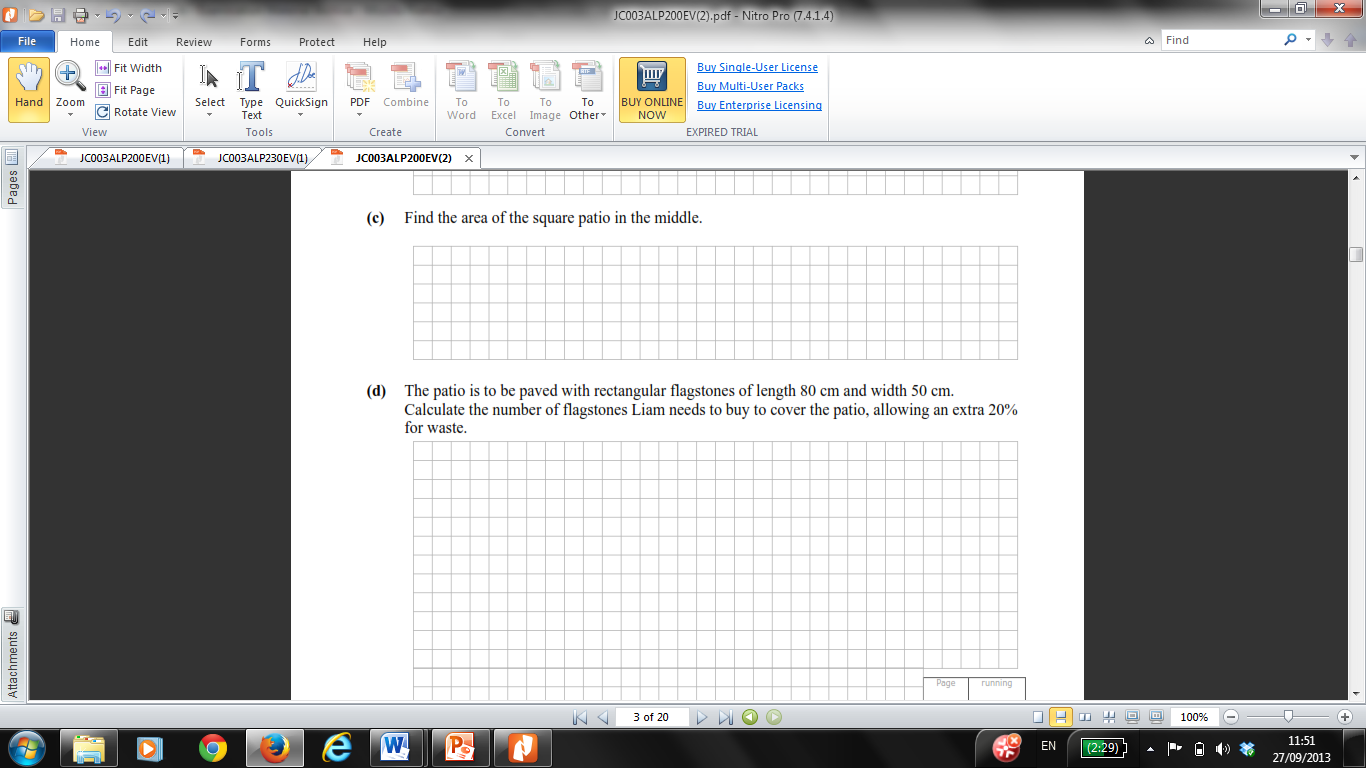 JC003ALP200EV(2).pdf - Nitro Pro (7.4.1.4)
File Home Edit Review Forms Protect Help Find
Hand Zoom Fit Width Fit Page Rotate View
View
Select Type Text QuickSign
Tools
PDF Combine
Create
To Word To Excel To Image To Other
Convert
BUY ONLINE NOW
Buy Single-User License
Buy Multi-User Packs
Buy Enterprise Licensing
EXPIRED TRIAL
JC003ALP200EV(1) JC003ALP230EV(1) JC003ALP200EV(2)
Pages
(c) Find the area of the square patio in the middle.
(d) The patio is to be paved with rectangular flagstones of length 80 cm and width 50 cm.
Calculate the number of flagstones Liam needs to buy to cover the patio, allowing an extra 20%
for waste.
Page running
Attachments
3 of 20 100%
EN (2:29) 11:51
27/09/2013